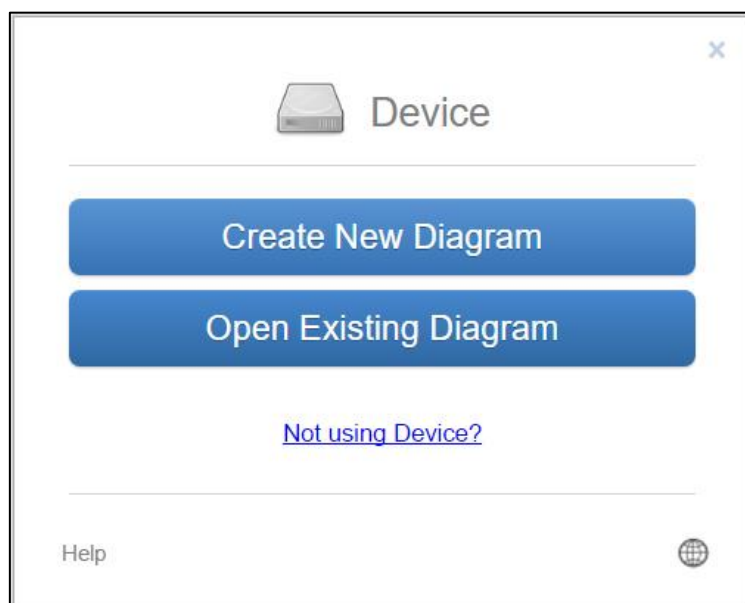 Device
Create New Diagram
Open Existing Diagram
Not using Device?
Help